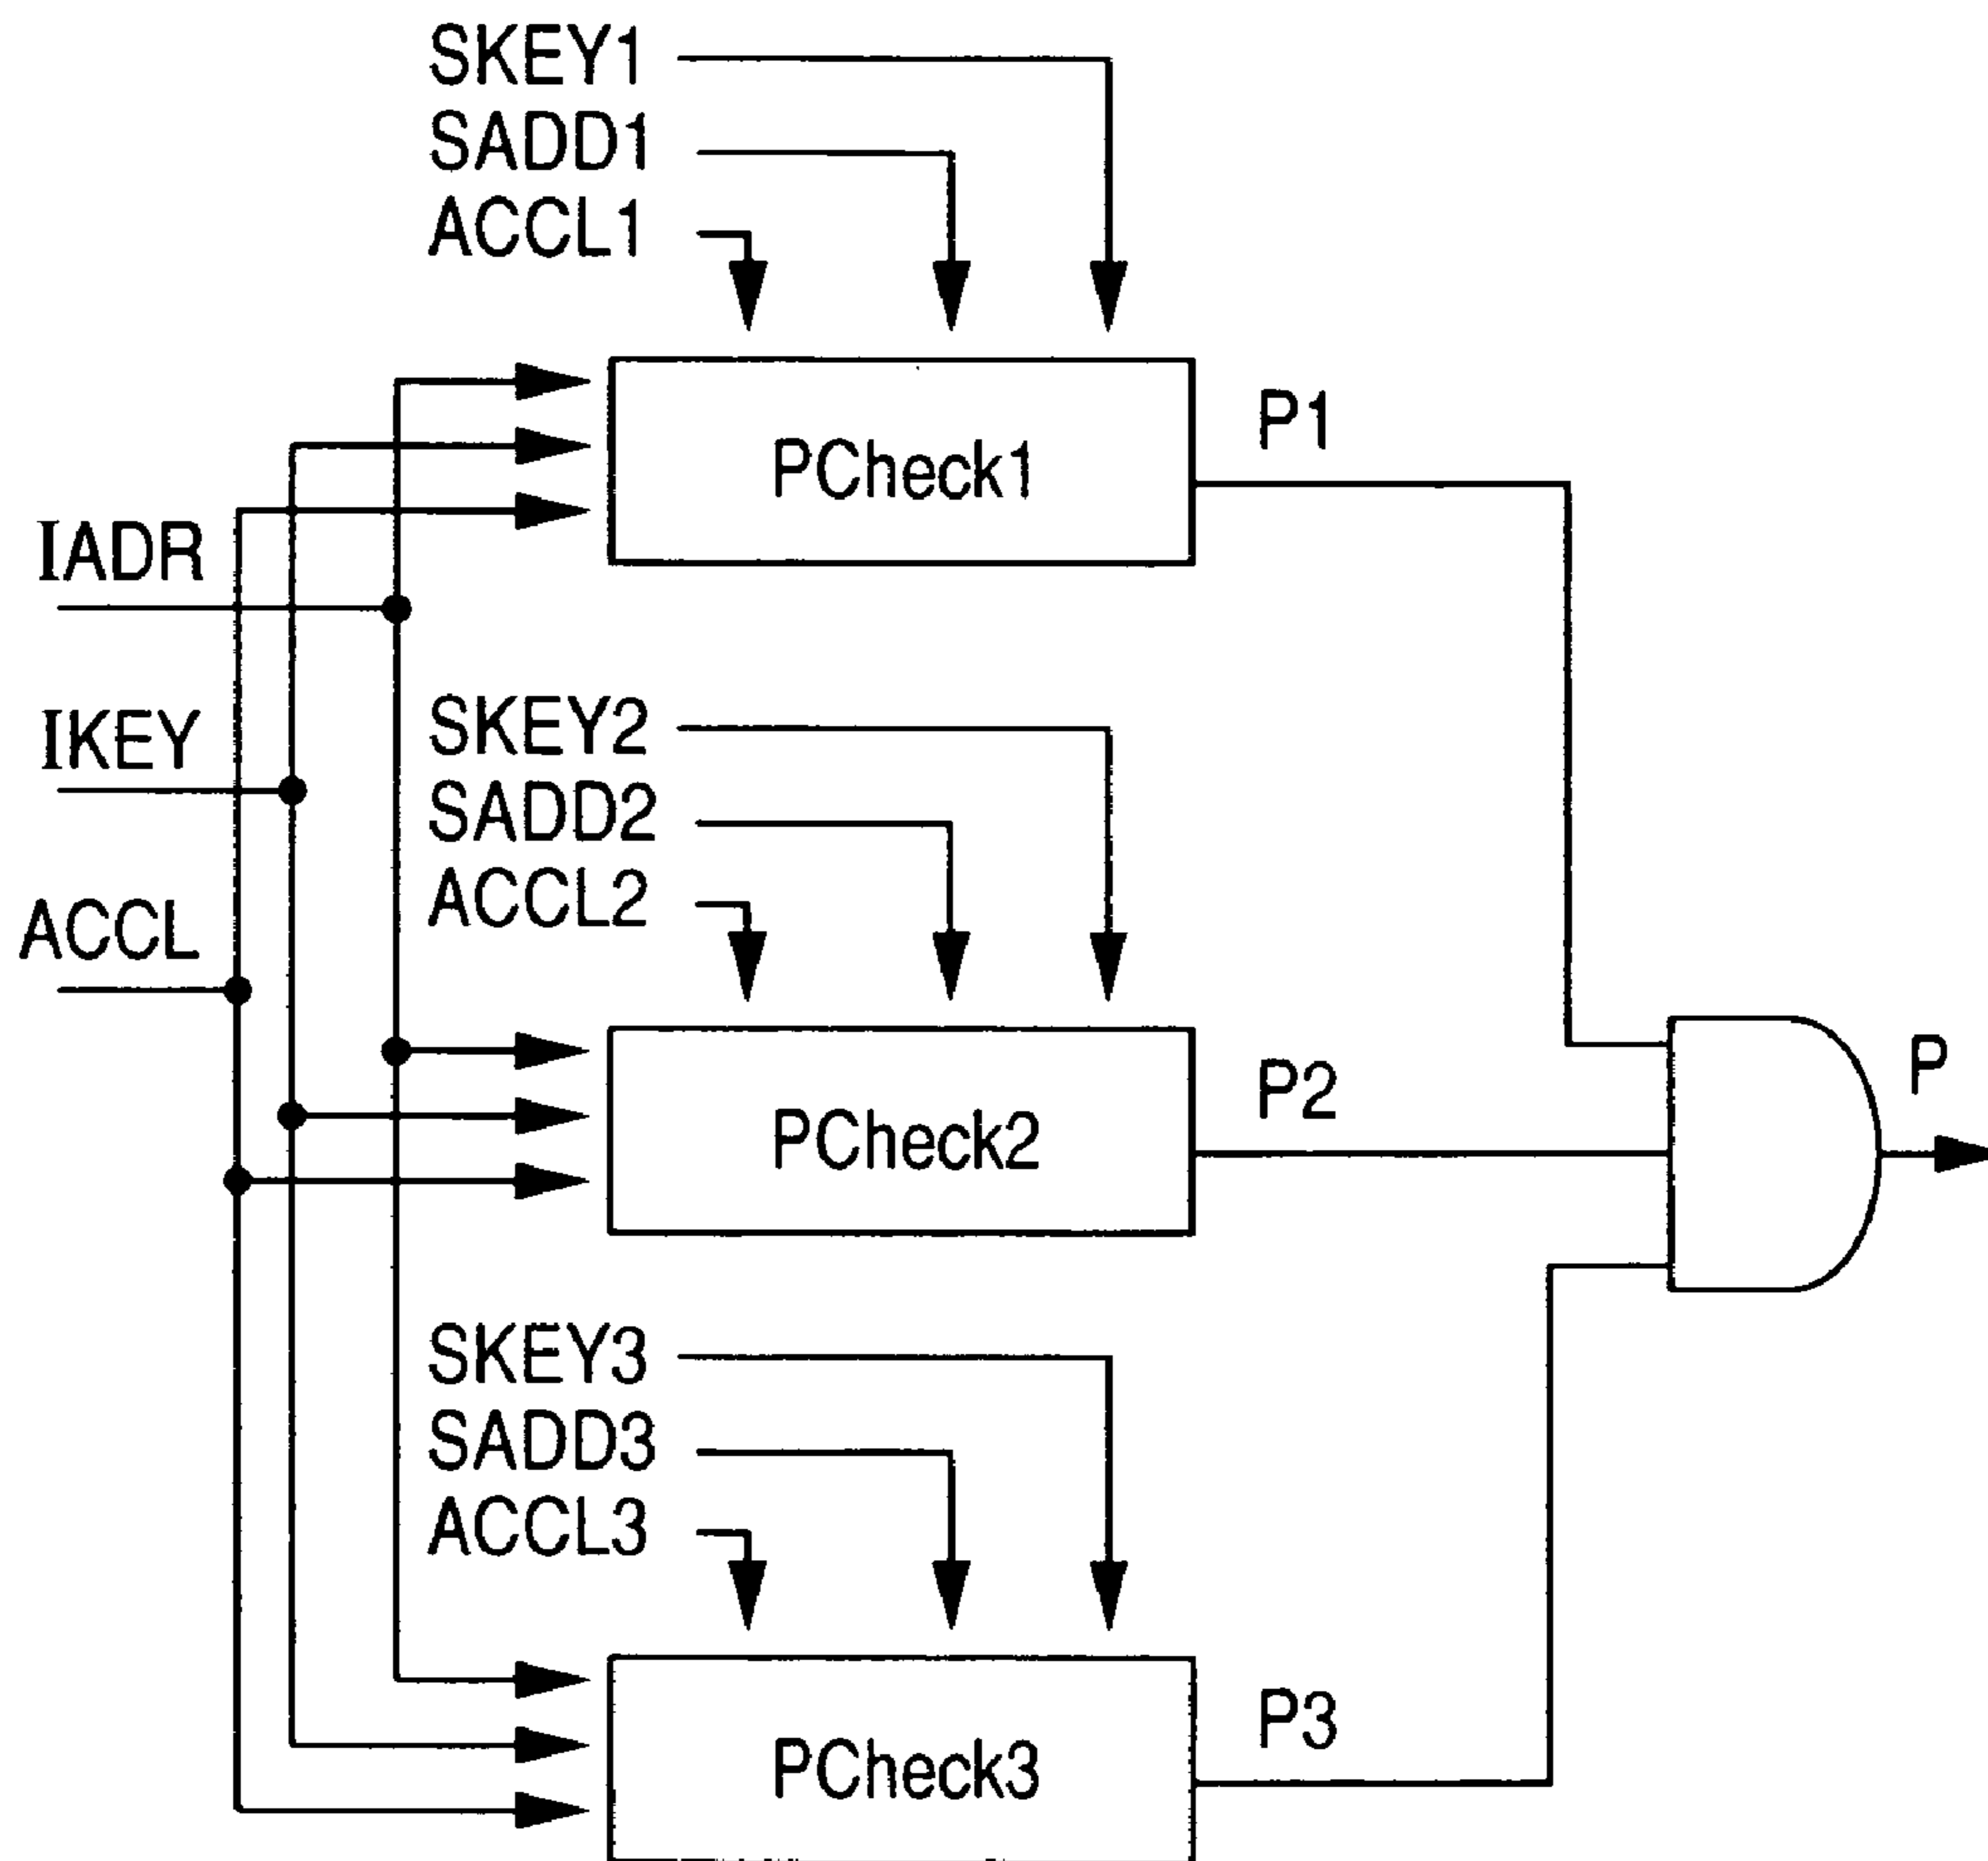 SKEY1
SADD1
ACCL1
P1
PCheck1
IADR
IKEY
SKEY2
SADD2
ACCL2
ACCL
P
P2
PCheck2
SKEY3
SADD3
ACCL3
P3
PCheck3